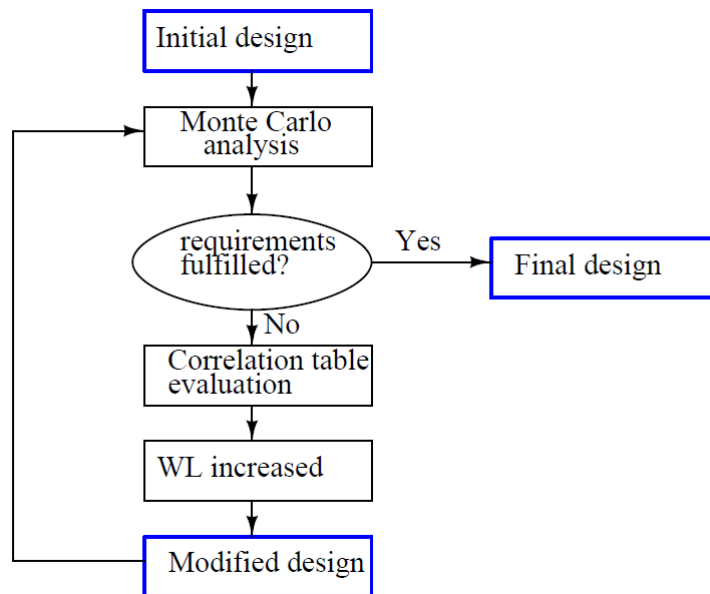 Initial design
Monte Carlo
analysis
requirements
fulfilled?
Yes
Final design
No
Correlation table
evaluation
WL increased
Modified design